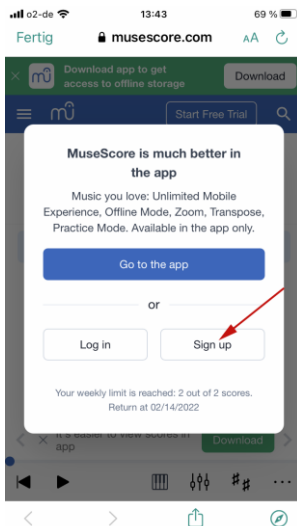 o2-de 13:43 69 %
Fertig musescore.com AA
Download app to get
access to offline storage
Download
Start Free Trial
MuseScore is much better in
the app
Music you love: Unlimited Mobile
Experience, Offline Mode, Zoom, Transpose,
Practice Mode. Available in the app only.
Go to the app
or
Log in Sign up
Your weekly limit is reached: 2 out of 2 scores.
Return at 02/14/2022
It's easier to view scores in
app
Download